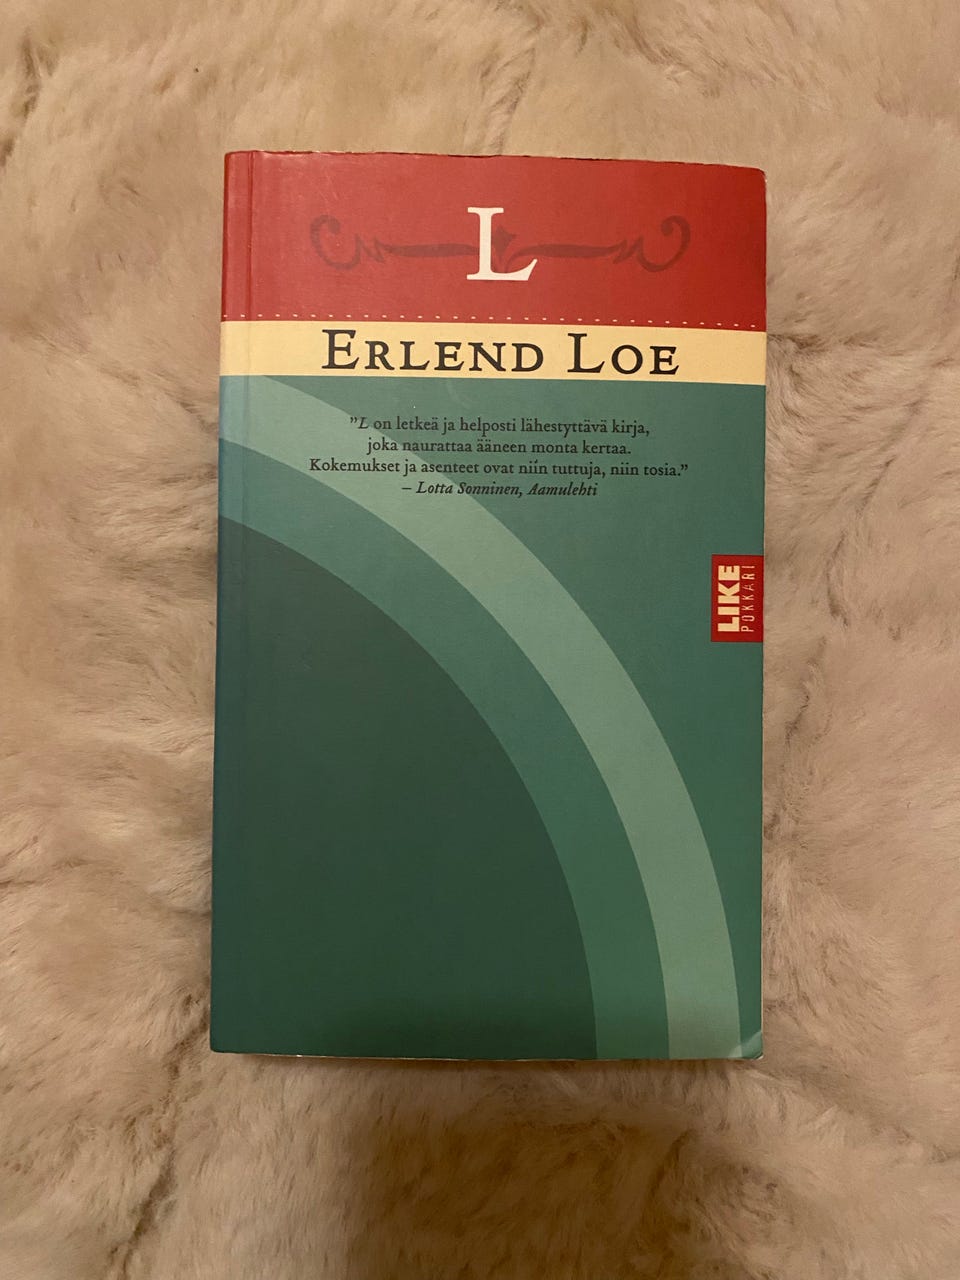 L
ERLEND LOE
"L on letkeä ja helposti lähestyttävä kirja,
joka naurattaa ääneen monta kertaa.
Kokemukset ja asenteet ovat niin tuttuja, niin tosia."
– Lotta Sonninen, Aamulehti
LIKE
POKKARI